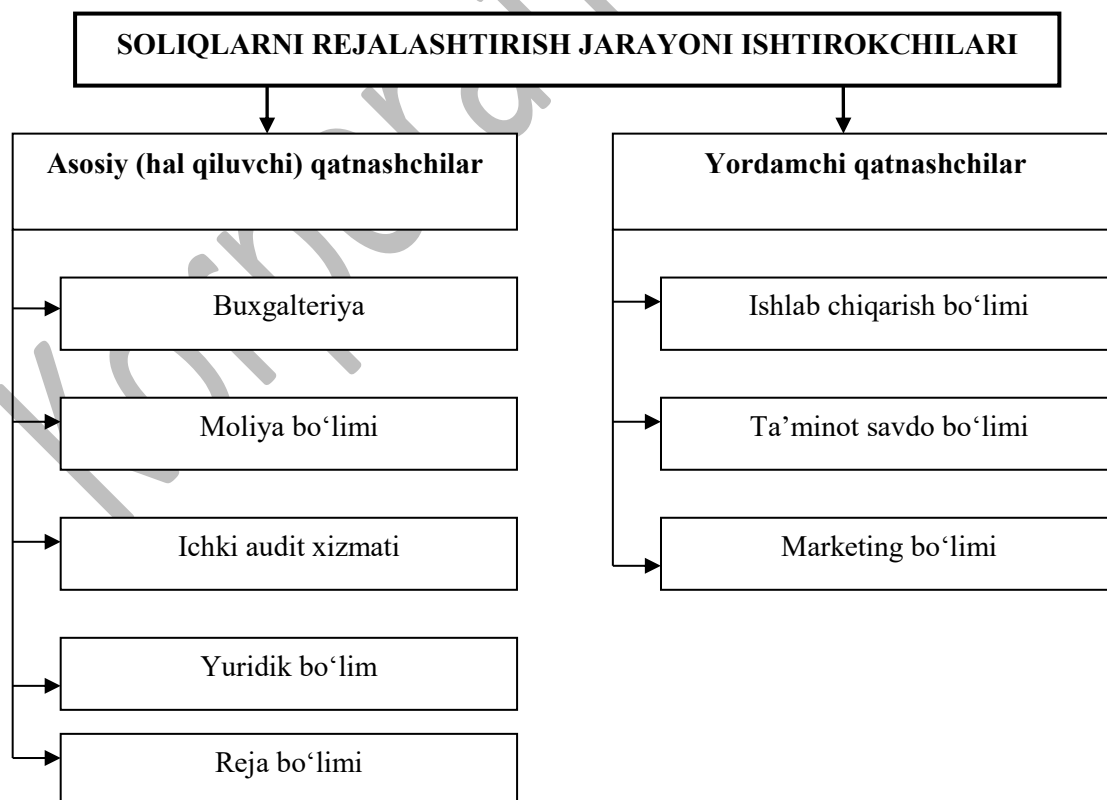 SOLIQLARNI REJALASHTIRISH JARAYONI ISHTIROKCHILARI
Asosiy (hal qiluvchi) qatnashchilar
Buxgalteriya
Moliya bo‘limi
Ichki audit xizmati
Yuridik bo‘lim
Reja bo‘limi
Yordamchi qatnashchilar
Ishlab chiqarish bo‘limi
Ta’minot savdo bo‘limi
Marketing bo‘limi